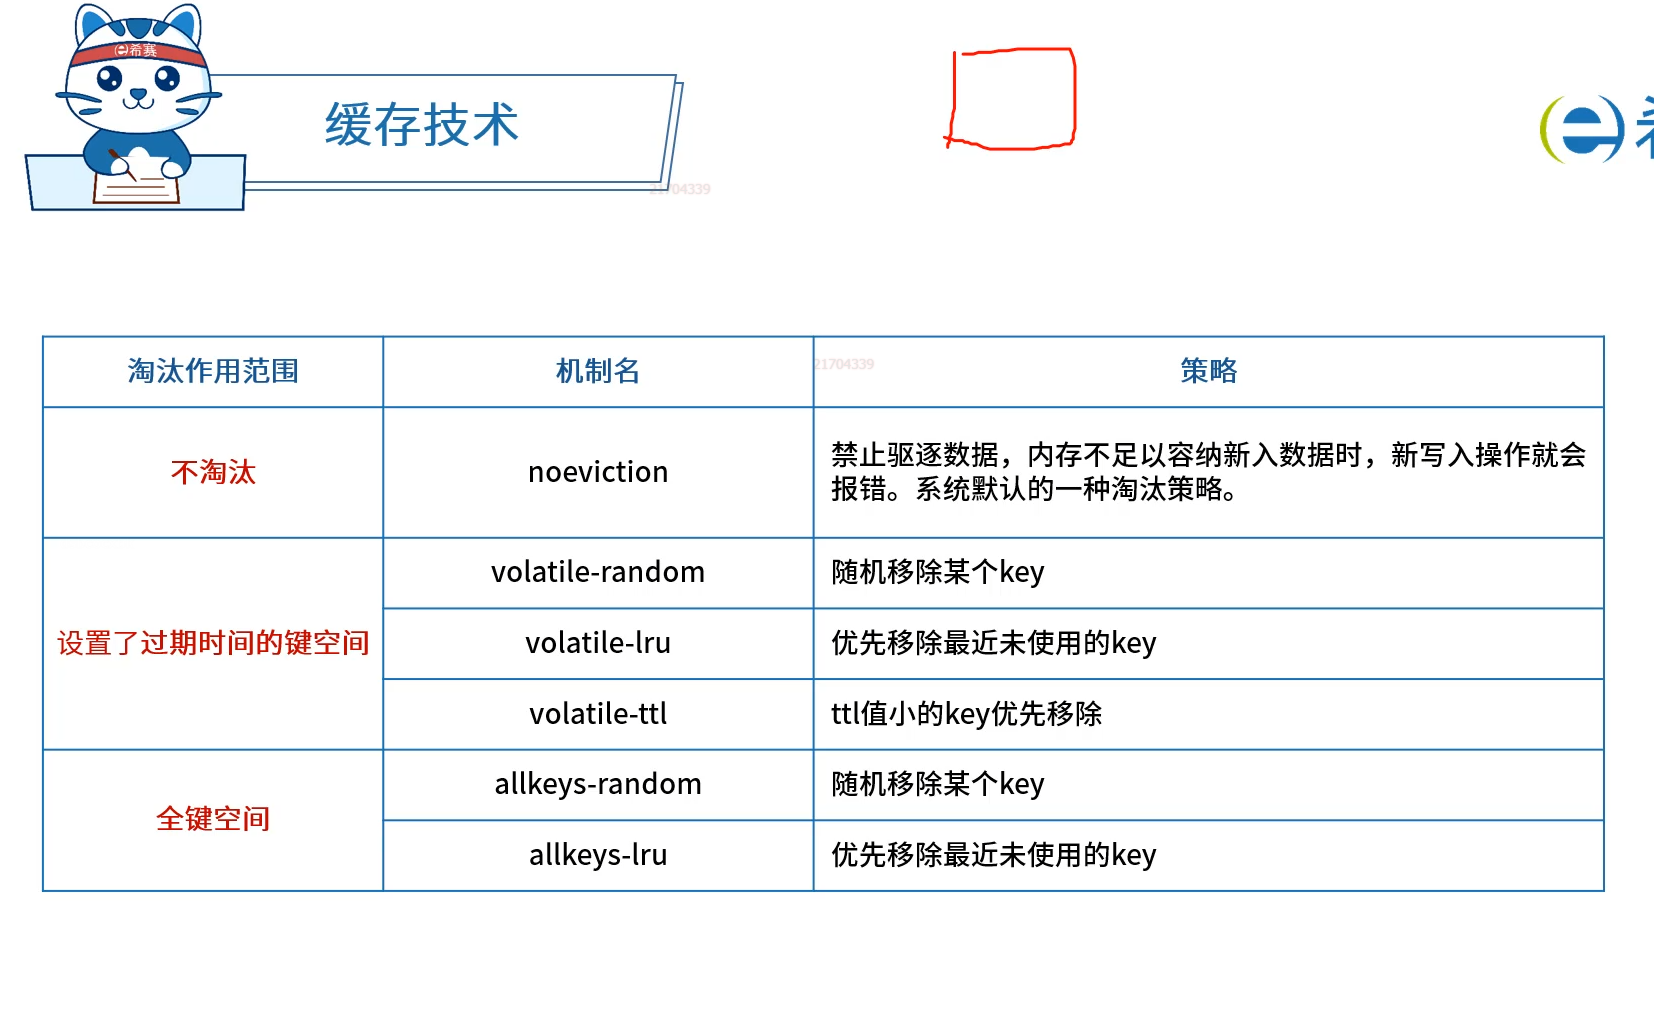 e希赛
缓存技术
21704339
淘汰作用范围 机制名 策略
21704339
不淘汰 noeviction 禁止驱逐数据，内存不足以容纳新入数据时，新写入操作就会
报错。系统默认的一种淘汰策略。
设置了过期时间的键空间 volatile-random 随机移除某个key
volatile-lru 优先移除最近未使用的key
volatile-ttl ttl值小的key优先移除
全键空间 allkeys-random 随机移除某个key
allkeys-lru 优先移除最近未使用的key